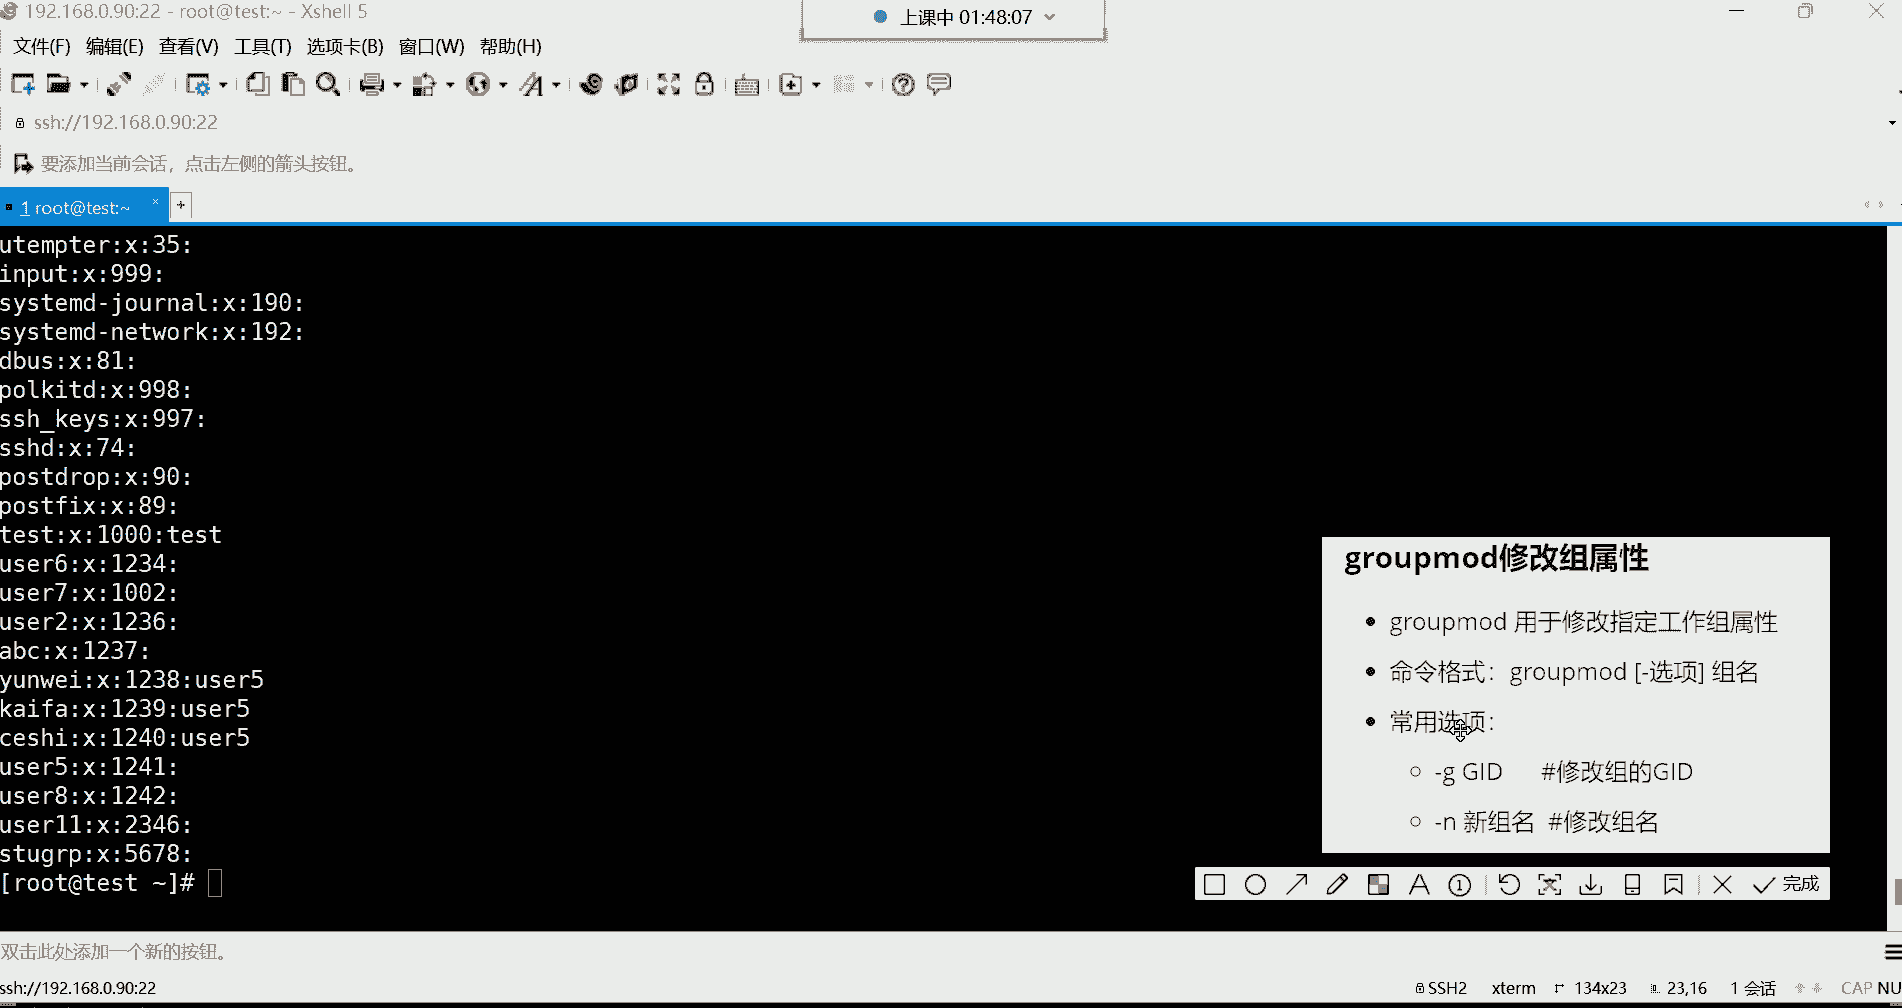 192.168.0.90:22 - root@test:~ - Xshell 5
上课中 01:48:07
文件(F) 编辑(E) 查看(V) 工具(T) 选项卡(B) 窗口(W) 帮助(H)
ssh://192.168.0.90:22
要添加当前会话，点击左侧的箭头按钮。
1 root@test:~ × +
utempter:x:35:
input:x:999:
systemd-journal:x:190:
systemd-network:x:192:
dbus:x:81:
polkitd:x:998:
ssh_keys:x:997:
sshd:x:74:
postdrop:x:90:
postfix:x:89:
test:x:1000:test
user6:x:1234:
user7:x:1002:
user2:x:1236:
abc:x:1237:
yunwei:x:1238:user5
kaifa:x:1239:user5
ceshi:x:1240:user5
user5:x:1241:
user8:x:1242:
user11:x:2346:
stugrp:x:5678:
[root@test ~]#
groupmod修改组属性
groupmod 用于修改指定工作组属性
命令格式：groupmod [-选项] 组名
常用选项：
-g GID #修改组的GID
-n 新组名 #修改组名
完成
双击此处添加一个新的按钮。
ssh://192.168.0.90:22 SSH2 xterm 134x23 23,16 1 会话 CAP NU